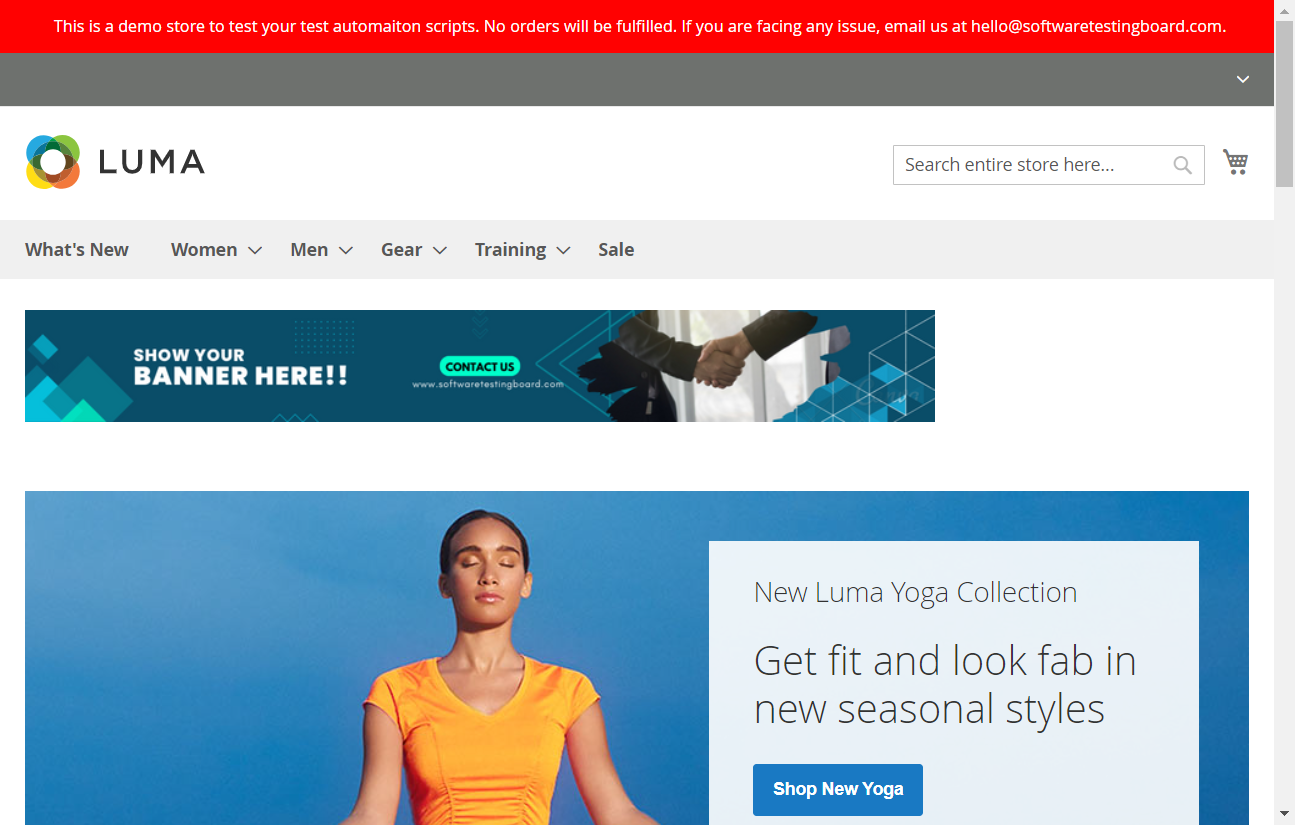 This is a demo store to test your test automaiton scripts. No orders will be fulfilled. If you are facing any issue, email us at hello@softwaretestingboard.com.
LUMA
Search entire store here...
What's New Women Men Gear Training Sale
SHOW YOUR
BANNER HERE!!
CONTACT US
www.softwaretestingboard.com
New Luma Yoga Collection
Get fit and look fab in
new seasonal styles
Shop New Yoga